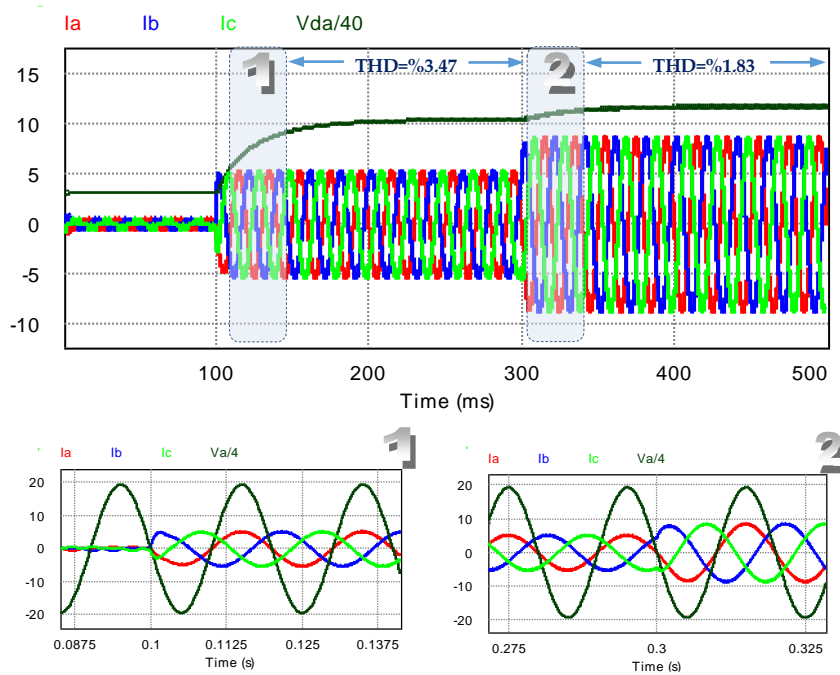 Ia Ib Ic Vda/40
15
10
5
0
-5
-10
1
THD=%3.47
2
THD=%1.83
100 200 300 400 500
Time (ms)
1
Ia Ib Ic Va/4
20
10
0
-10
-20
0.0875 0.1 0.1125 0.125 0.1375
Time (s)
2
Ia Ib Ic Va/4
20
10
0
-10
-20
0.275 0.3 0.325
Time (s)